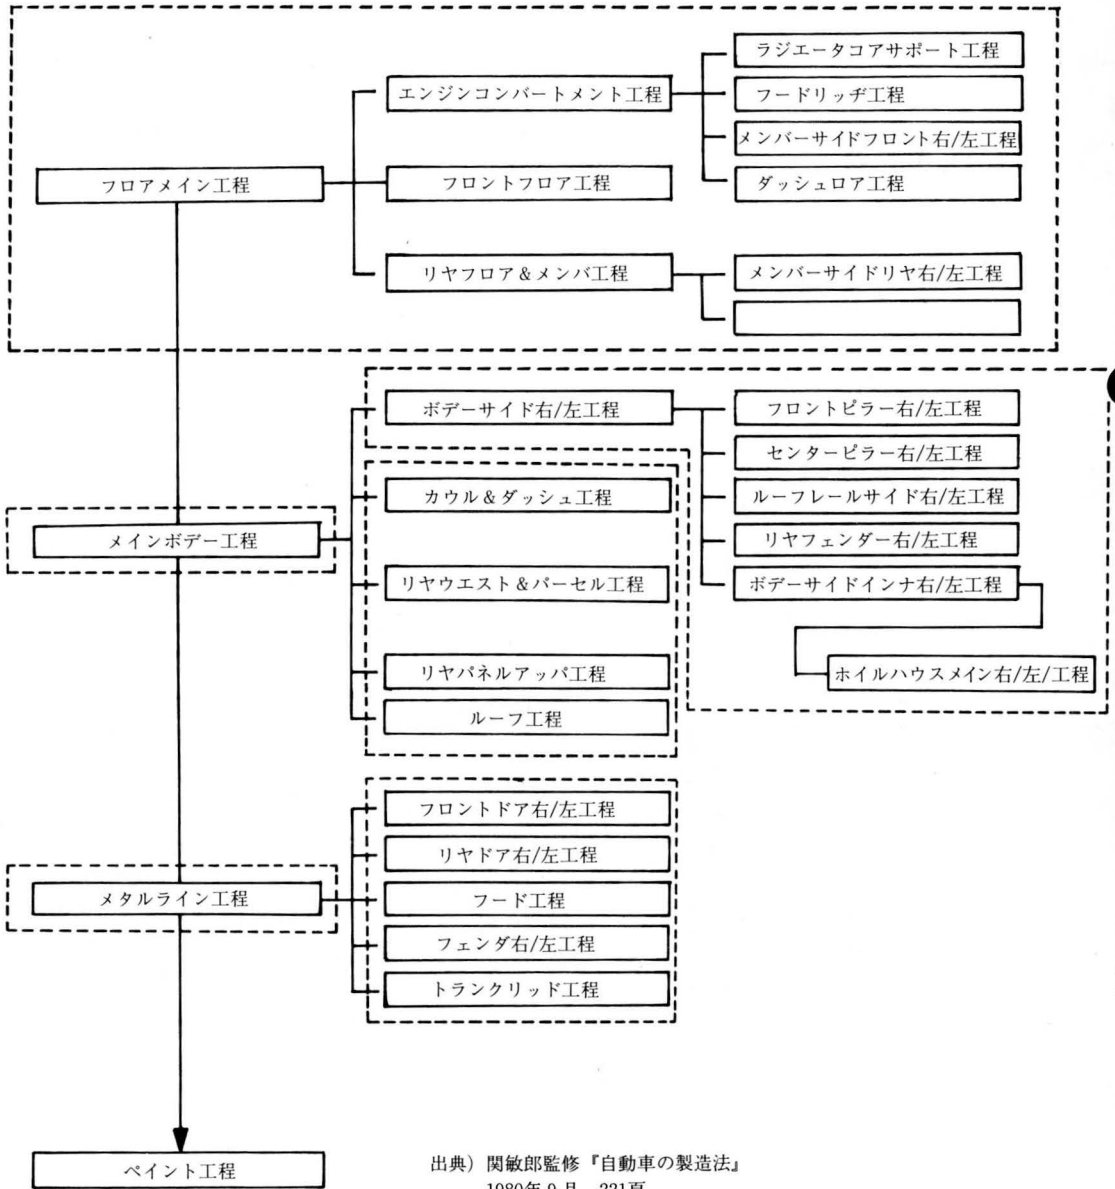 フロアメイン工程
エンジンコンバートメント工程
ラジエータコアサポート工程
フードリッヂ工程
メンバーサイドフロント右/左工程
ダッシュロア工程
フロントフロア工程
リヤフロア&メンバ工程
メンバーサイドリヤ右/左工程
メインボデー工程
ボデーサイド右/左工程
フロントピラー右/左工程
センターピラー右/左工程
ルーフレールサイド右/左工程
リヤフェンダー右/左工程
ボデーサイドインナ右/左工程
ホイルハウスメイン右/左/工程
カウル&ダッシュ工程
リヤウエスト&パーセル工程
リヤパネルアッパ工程
ルーフ工程
メタルライン工程
フロントドア右/左工程
リヤドア右/左工程
フード工程
フェンダ右/左工程
トランクリッド工程
ペイント工程
出典)関敏郎監修『自動車の製造法』
1980年9月 221頁